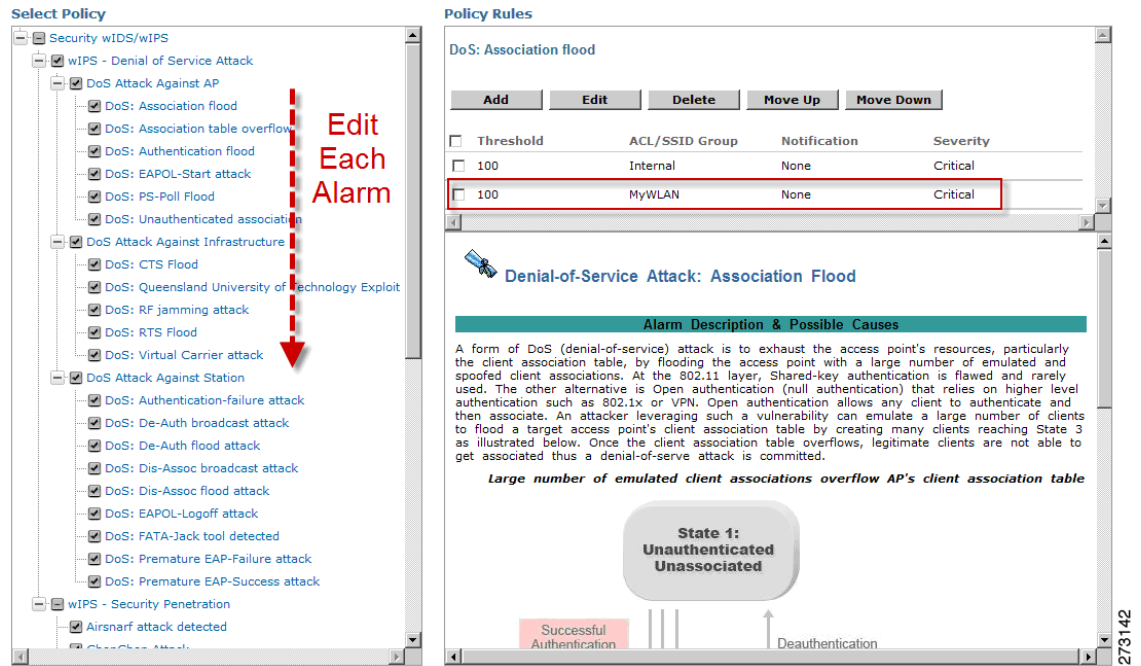 Select Policy
Security wIDS/wIPS
wIPS - Denial of Service Attack
DoS Attack Against AP
DoS: Association flood
DoS: Association table overflow
DoS: Authentication flood
DoS: EAPOL-Start attack
DoS: PS-Poll Flood
DoS: Unauthenticated association
DoS Attack Against Infrastructure
DoS: CTS Flood
DoS: Queensland University of Technology Exploit
DoS: RF jamming attack
DoS: RTS Flood
DoS: Virtual Carrier attack
DoS Attack Against Station
DoS: Authentication-failure attack
DoS: De-Auth broadcast attack
DoS: De-Auth flood attack
DoS: Dis-Assoc broadcast attack
DoS: Dis-Assoc flood attack
DoS: EAPOL-Logoff attack
DoS: FATA-Jack tool detected
DoS: Premature EAP-Failure attack
DoS: Premature EAP-Success attack
wIPS - Security Penetration
Airsnarf attack detected
ChopChop Attack
Edit
Each
Alarm
Policy Rules
DoS: Association flood
Add Edit Delete Move Up Move Down
Threshold ACL/SSID Group Notification Severity
100 Internal None Critical
100 MyWLAN None Critical
Denial-of-Service Attack: Association Flood
Alarm Description & Possible Causes
A form of DoS (denial-of-service) attack is to exhaust the access point's resources, particularly
the client association table, by flooding the access point with a large number of emulated and
spoofed client associations. At the 802.11 layer, Shared-key authentication is flawed and rarely
used. The other alternative is Open authentication (null authentication) that relies on higher level
authentication such as 802.1x or VPN. Open authentication allows any client to authenticate and
then associate. An attacker leveraging such a vulnerability can emulate a large number of clients
to flood a target access point's client association table by creating many clients reaching State 3
as illustrated below. Once the client association table overflows, legitimate clients are not able to
get associated thus a denial-of-serve attack is committed.
Large number of emulated client associations overflow AP's client association table
State 1:
Unauthenticated
Unassociated
Successful
Authentication
Deauthentication
273142